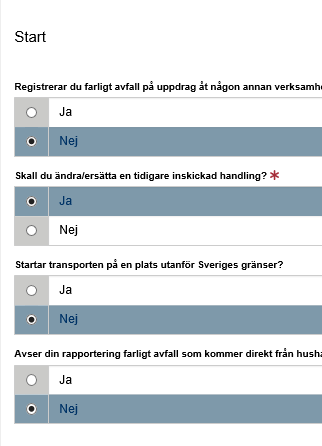 Start
Registrerar du farligt avfall på uppdrag åt någon annan
Ja
Nej
Skall du ändra/ersätta en tidigare inskickad handling? *
Ja
Nej
Startar transporten på en plats utanför Sveriges gränser?
Ja
Nej
Avser din rapportering farligt avfall som kommer direkt från
Ja
Nej